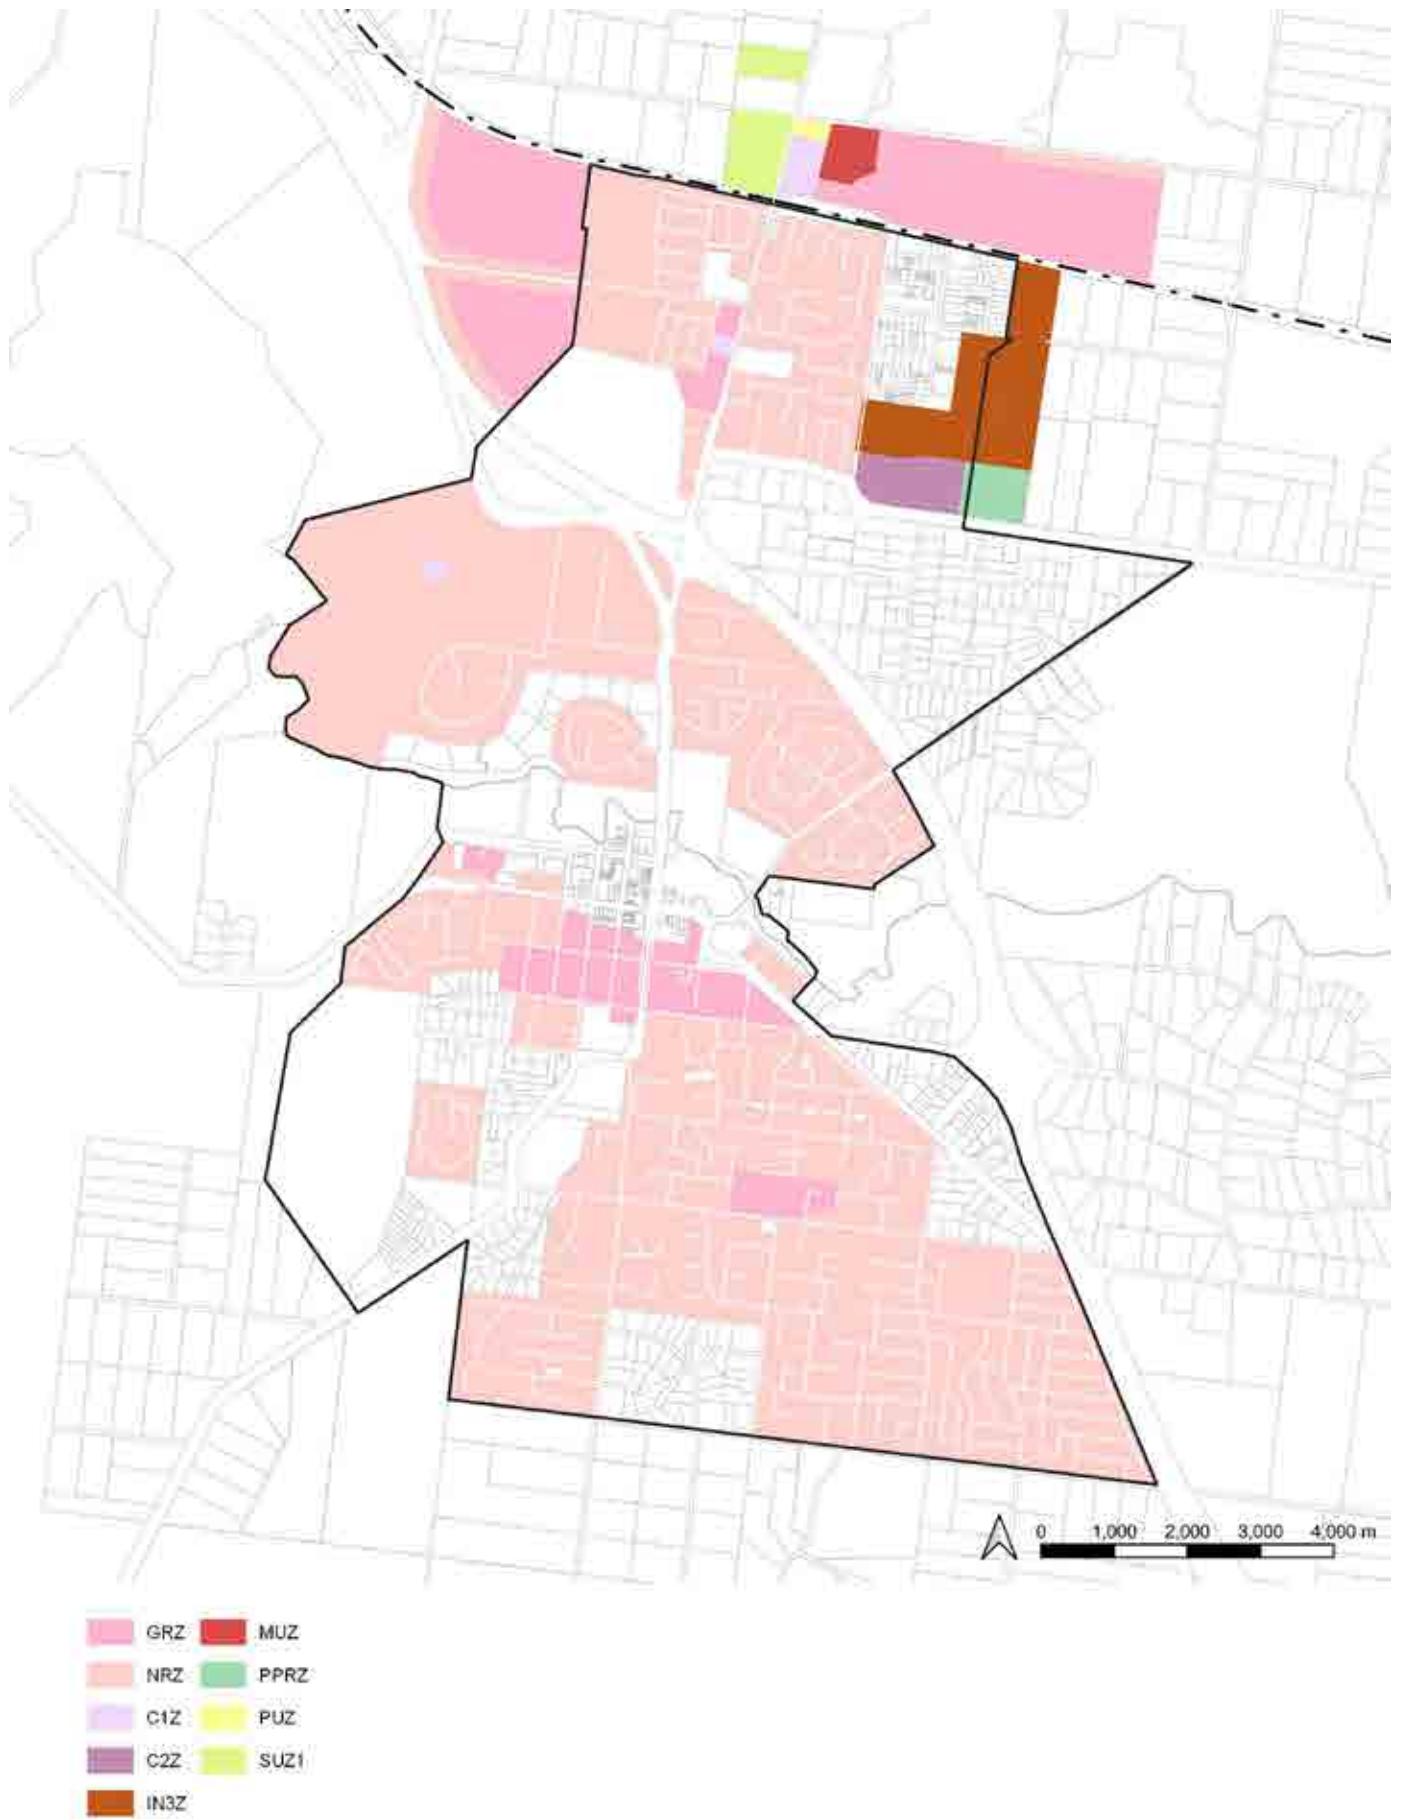 0 1,000 2,000 3,000 4,000 m
GRZ MUZ
NRZ PPRZ
C1Z PUZ
C2Z SUZ1
IN3Z